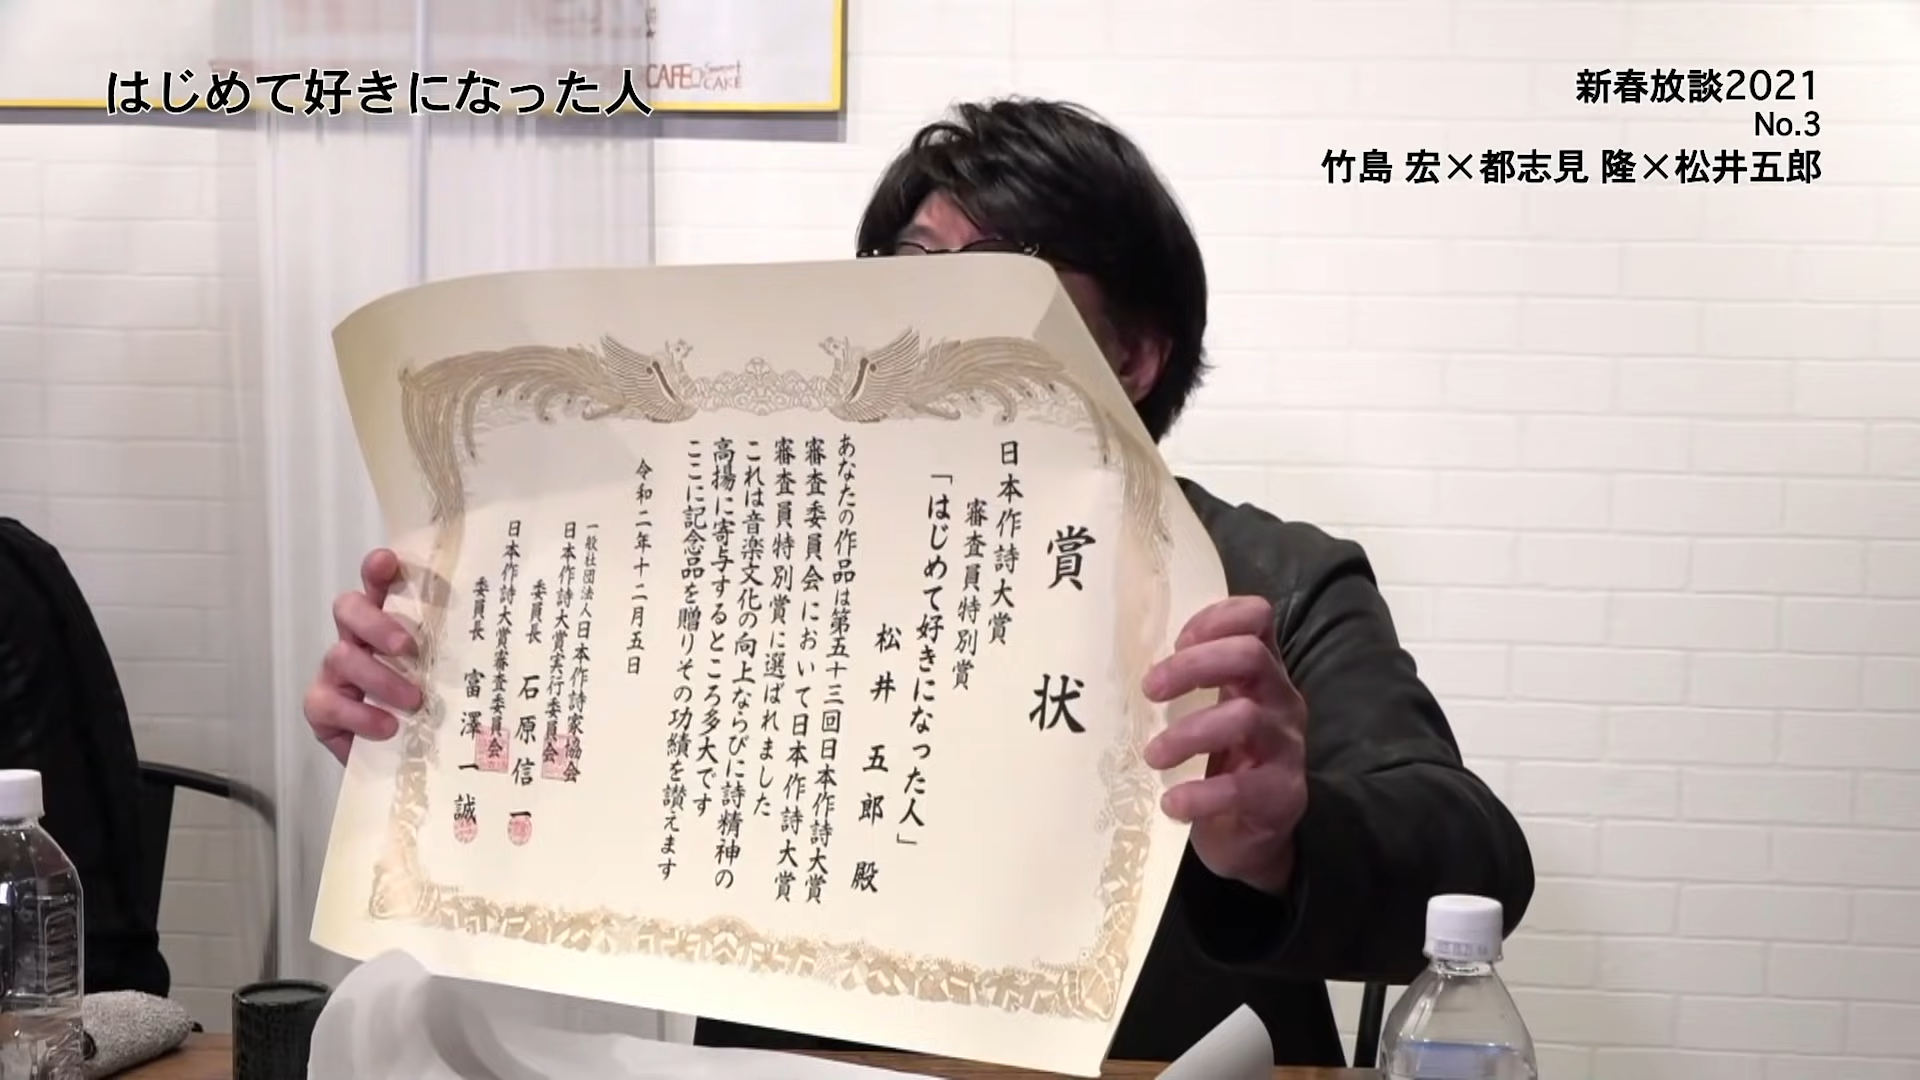 はじめて好きになった人
CAFE
Sweet
CAKE
新春放談2021
No.3
竹島 宏×都志見 隆×松井五郎
賞状
日本作詩大賞
審査員特別賞
「はじめて好きになった人」
松井五郎殿
あなたの作品は第五十三回日本作詩大賞
審査委員会において日本作詩大賞
審査員特別賞に選ばれました
これは音楽文化の向上ならびに詩精神の
高揚に寄与するところ多大です
ここに記念品を贈りその功績を讃えます
令和二年十二月五日
一般社団法人日本作詩家協会
日本作詩大賞実行委員会
委員長 石原信一
日本作詩大賞審査委員会
委員長 富澤一誠